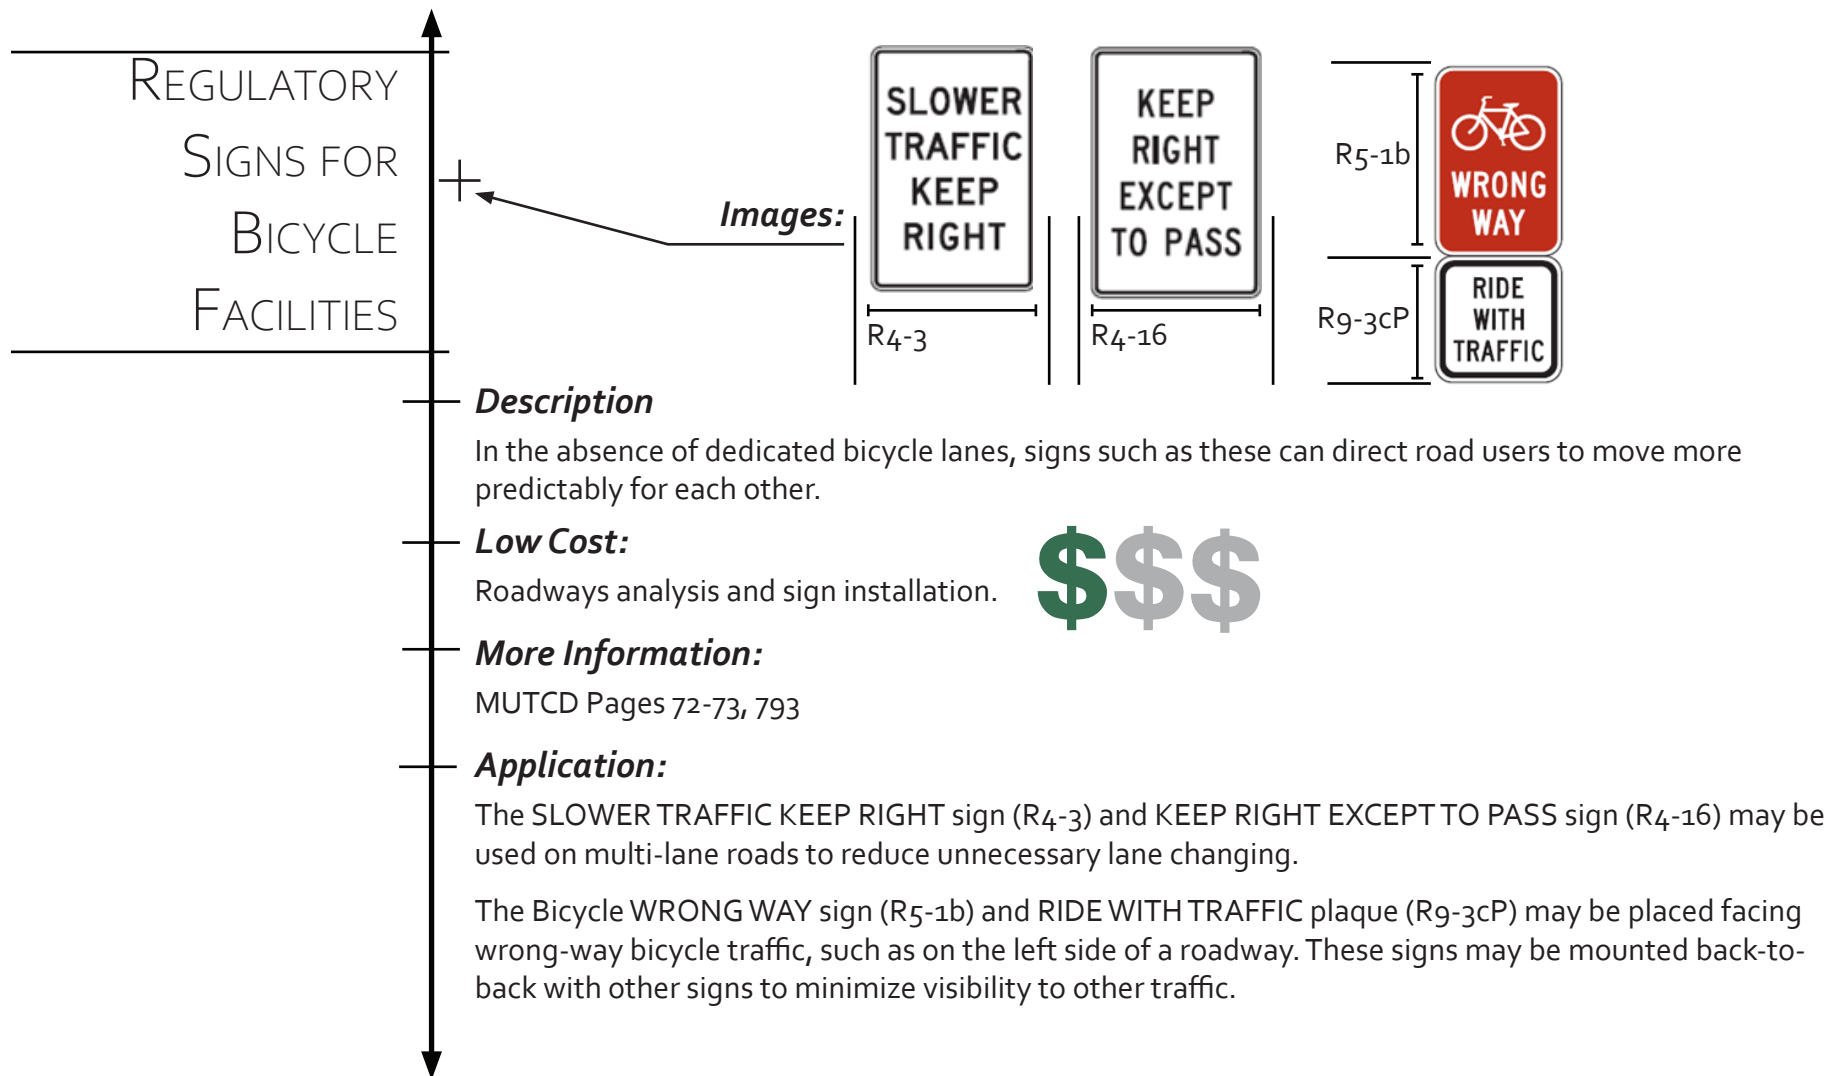 REGULATORY
SIGNS FOR
BICYCLE
FACILITIES
Images:
SLOWER
TRAFFIC
KEEP
RIGHT
R4-3
KEEP
RIGHT
EXCEPT
TO PASS
R4-16
R5-1b
WRONG
WAY
R9-3cP
RIDE
WITH
TRAFFIC
Description
In the absence of dedicated bicycle lanes, signs such as these can direct road users to move more
predictably for each other.
Low Cost:
Roadways analysis and sign installation.
$$$
More Information:
MUTCD Pages 72-73, 793
Application:
The SLOWER TRAFFIC KEEP RIGHT sign (R4-3) and KEEP RIGHT EXCEPT TO PASS sign (R4-16) may be
used on multi-lane roads to reduce unnecessary lane changing.
The Bicycle WRONG WAY sign (R5-1b) and RIDE WITH TRAFFIC plaque (R9-3cP) may be placed facing
wrong-way bicycle traffic, such as on the left side of a roadway. These signs may be mounted back-to-
back with other signs to minimize visibility to other traffic.